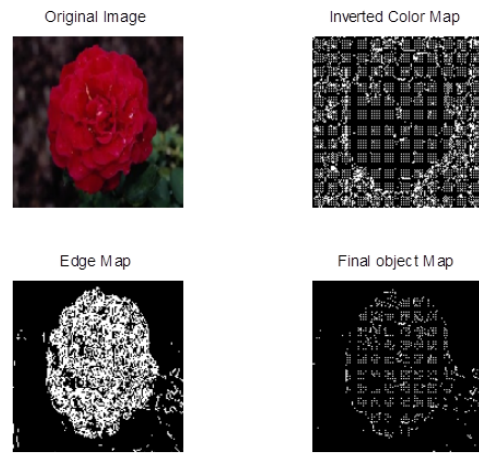 Original Image
Inverted Color Map
Edge Map
Final object Map